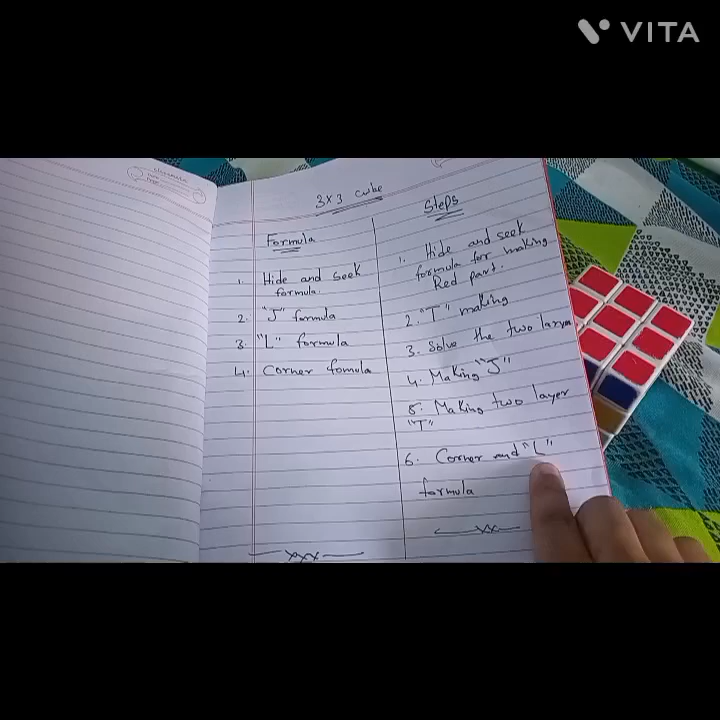 VITA
classmate
3x3 cube
Formula
1. Hide and seek
formula.
2. "J" formula
3. "L" formula
4. Corner fomula
Steps
1. Hide and seek
formula for making
Red part.
2. "T" making
3. Solve the two layer
4. Making "J"
5. Making two layer
"T"
6. Corner and "L"
formula